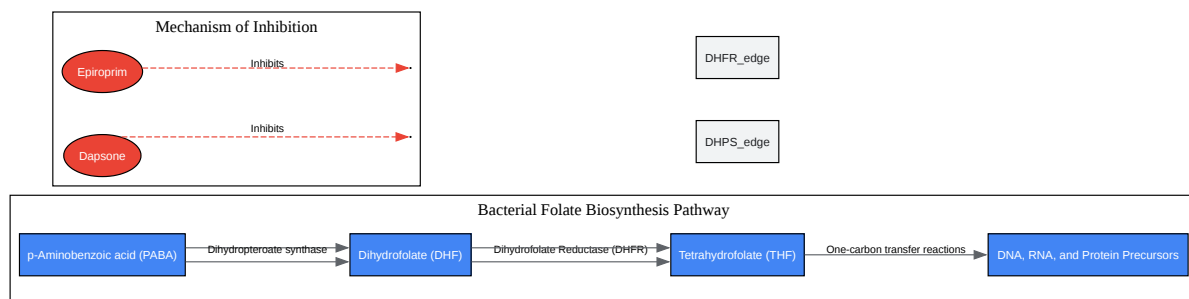 Mechanism of Inhibition
Epiroprim
Inhibits
DHFR_edge
Dapsone
Inhibits
DHPS_edge
Bacterial Folate Biosynthesis Pathway
p-Aminobenzoic acid (PABA)
Dihydropteroate synthase
Dihydrofolate (DHF)
Dihydrofolate Reductase (DHFR)
Tetrahydrofolate (THF)
One-carbon transfer reactions
DNA, RNA, and Protein Precursors